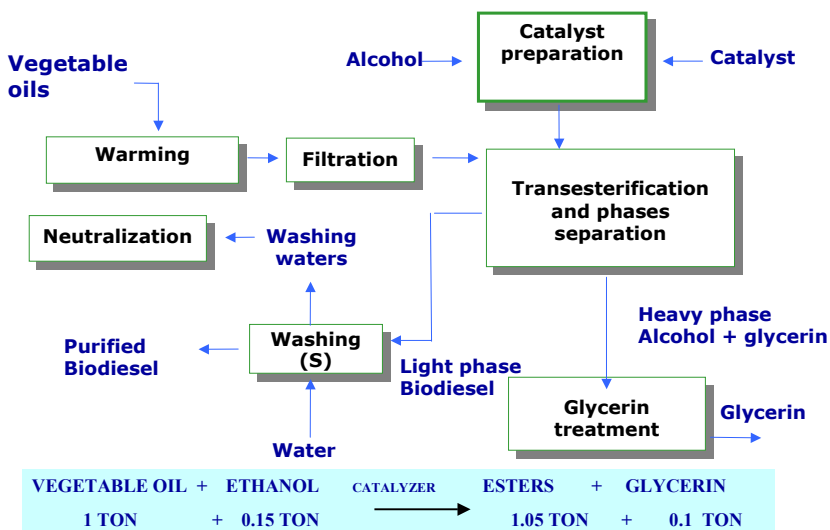 Catalyst
preparation
Alcohol
Catalyst
Vegetable
oils
Warming
Filtration
Transesterification
and phases
separation
Neutralization
Washing
waters
Heavy phase
Alcohol + glycerin
Purified
Biodiesel
Washing
(S)
Light phase
Biodiesel
Glycerin
treatment
Glycerin
Water
VEGETABLE OIL + ETHANOL CATALYZER ESTERS + GLYCERIN
1 TON + 0.15 TON 1.05 TON + 0.1 TON